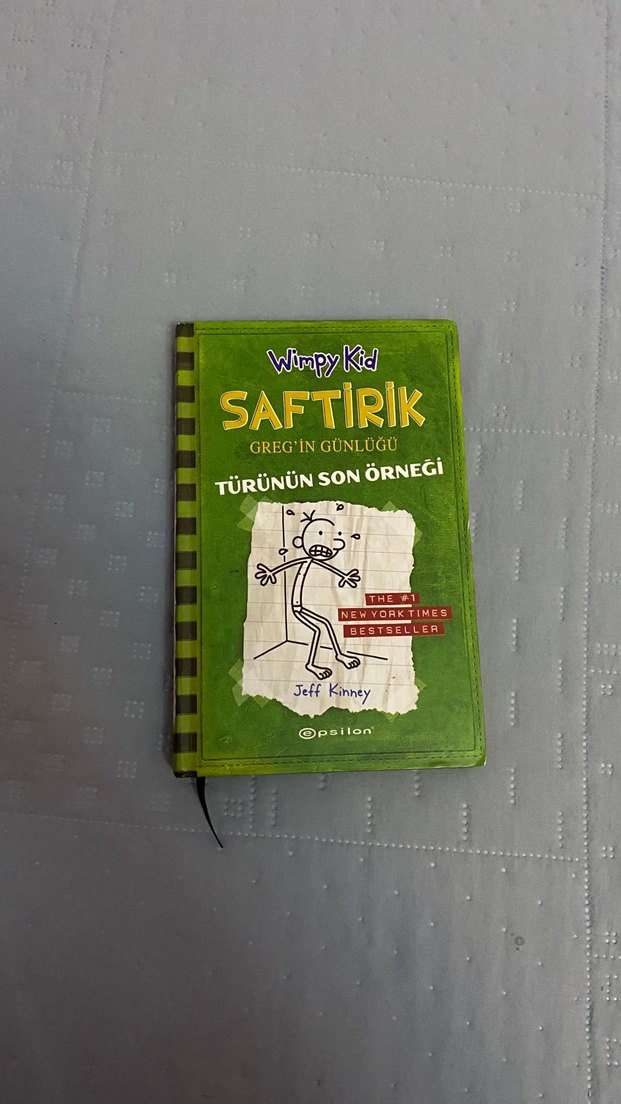 Wimpy Kid
SAFTİRİK
GREG'İN GÜNLÜĞÜ
TÜRÜNÜN SON ÖRNEĞİ
THE #1
NEW YORK TIMES
BESTSELLER
Jeff Kinney
epsilon